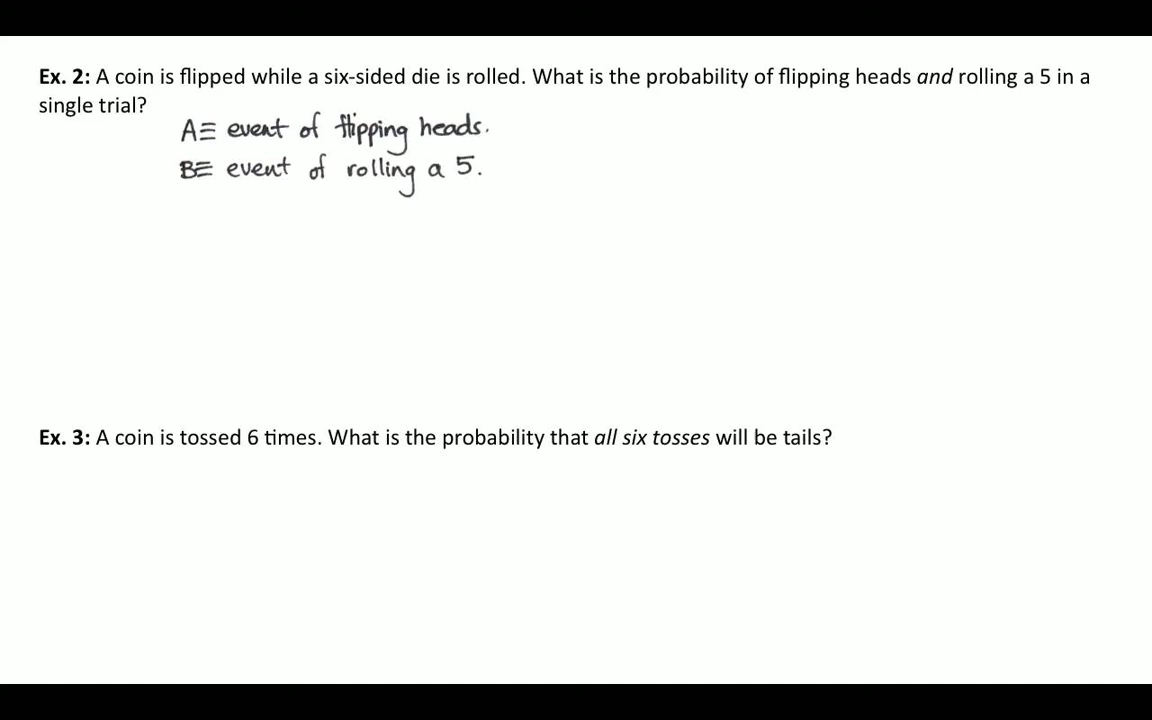 Ex. 2: A coin is flipped while a six-sided die is rolled. What is the probability of flipping heads and rolling a 5 in a
single trial?
A≡ event of flipping heads.
B≡ event of rolling a 5.
Ex. 3: A coin is tossed 6 times. What is the probability that all six tosses will be tails?